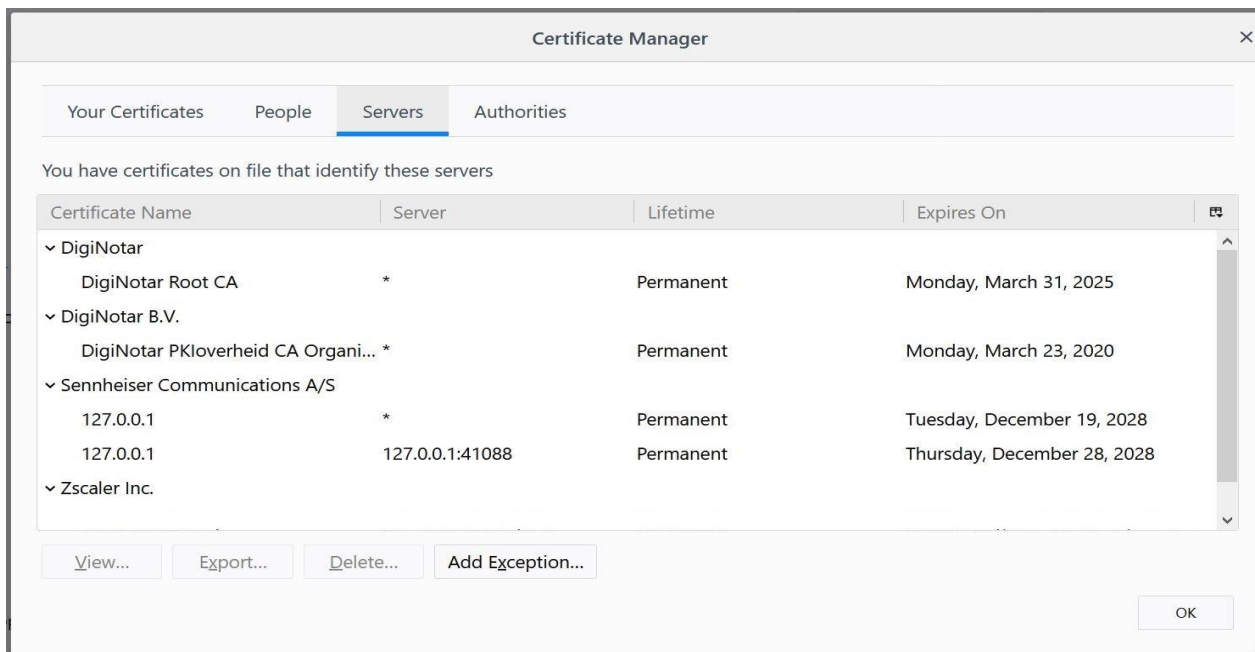 Certificate Manager
Your Certificates People Servers Authorities
You have certificates on file that identify these servers
Certificate Name Server Lifetime Expires On
DigiNotar
DigiNotar Root CA * Permanent Monday, March 31, 2025
DigiNotar B.V.
DigiNotar PKIoverheid CA Organi... * Permanent Monday, March 23, 2020
Sennheiser Communications A/S
127.0.0.1 * Permanent Tuesday, December 19, 2028
127.0.0.1 127.0.0.1:41088 Permanent Thursday, December 28, 2028
Zscaler Inc.
View... Export... Delete... Add Exception...
OK